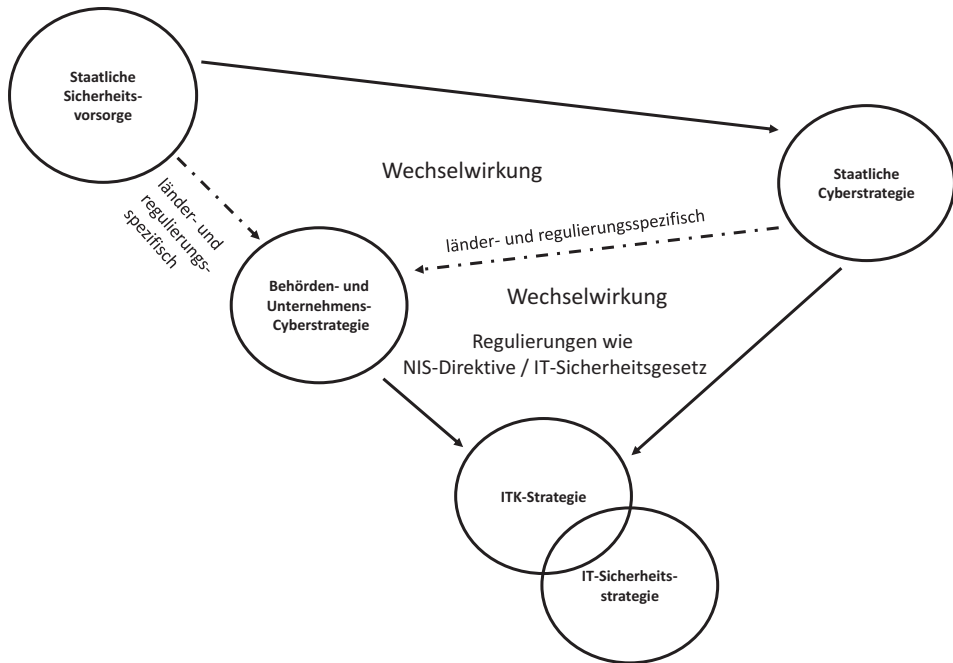 Staatliche
Sicherheits-
vorsorge
Wechselwirkung
Staatliche
Cyberstrategie
länder- und
regulierungs-
spezifisch
länder- und regulierungsspezifisch
Behörden- und
Unternehmens-
Cyberstrategie
Wechselwirkung
Regulierungen wie
NIS-Direktive / IT-Sicherheitsgesetz
ITK-Strategie
IT-Sicherheits-
strategie